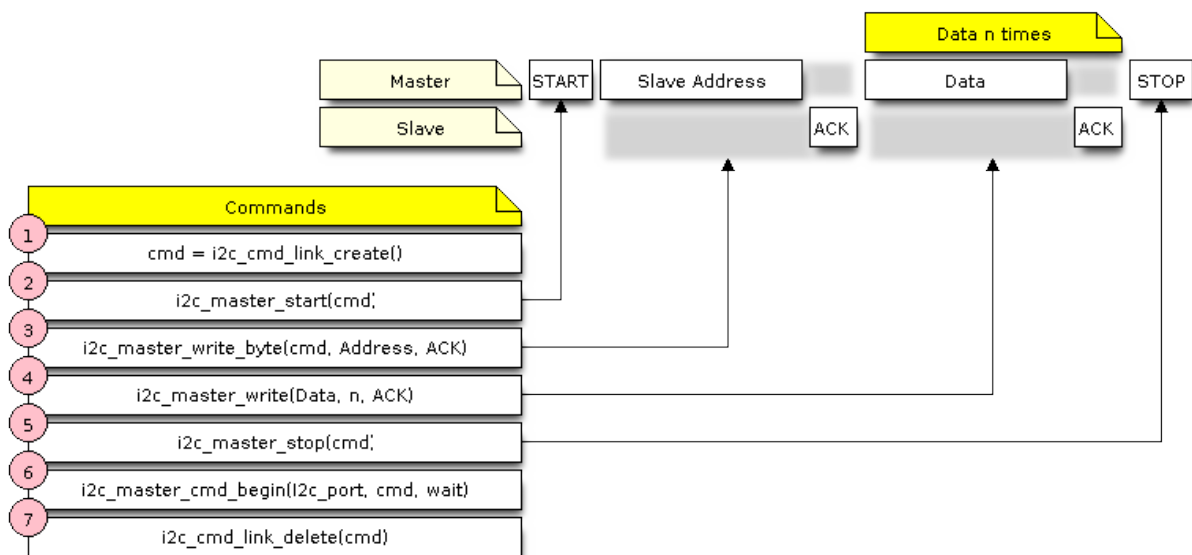 Data n times
Master START Slave Address Data STOP
Slave ACK ACK
Commands
1
cmd = i2c_cmd_link_create()
2
i2c_master_start(cmd)
3
i2c_master_write_byte(cmd, Address, ACK)
4
i2c_master_write(Data, n, ACK)
5
i2c_master_stop(cmd)
6
i2c_master_cmd_begin(I2c_port, cmd, wait)
7
i2c_cmd_link_delete(cmd)